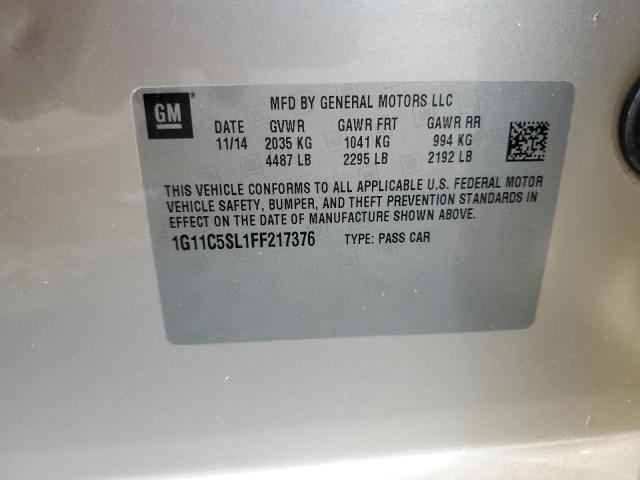 GM
MFD BY GENERAL MOTORS LLC
DATE GVWR GAWR FRT GAWR RR
11/14 2035 KG 1041 KG 994 KG
4487 LB 2295 LB 2192 LB
THIS VEHICLE CONFORMS TO ALL APPLICABLE U.S. FEDERAL MOTOR
VEHICLE SAFETY, BUMPER, AND THEFT PREVENTION STANDARDS IN
EFFECT ON THE DATE OF MANUFACTURE SHOWN ABOVE.
1G11C5SL1FF217376 TYPE: PASS CAR